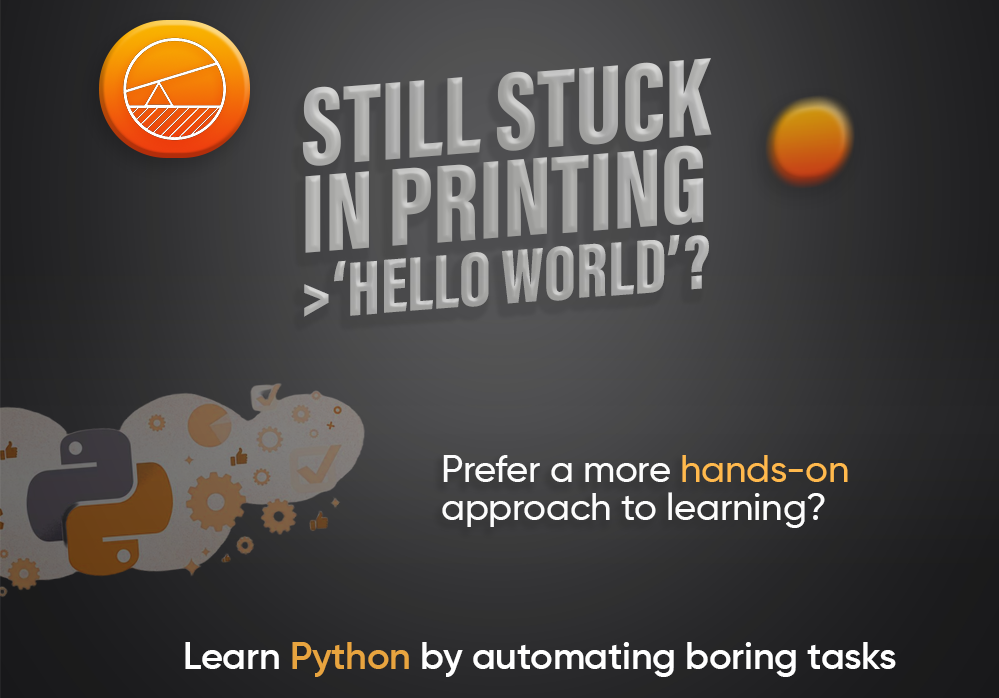 STILL STUCK
IN PRINTING
>‘HELLO WORLD’?
Prefer a more hands-on
approach to learning?
Learn Python by automating boring tasks